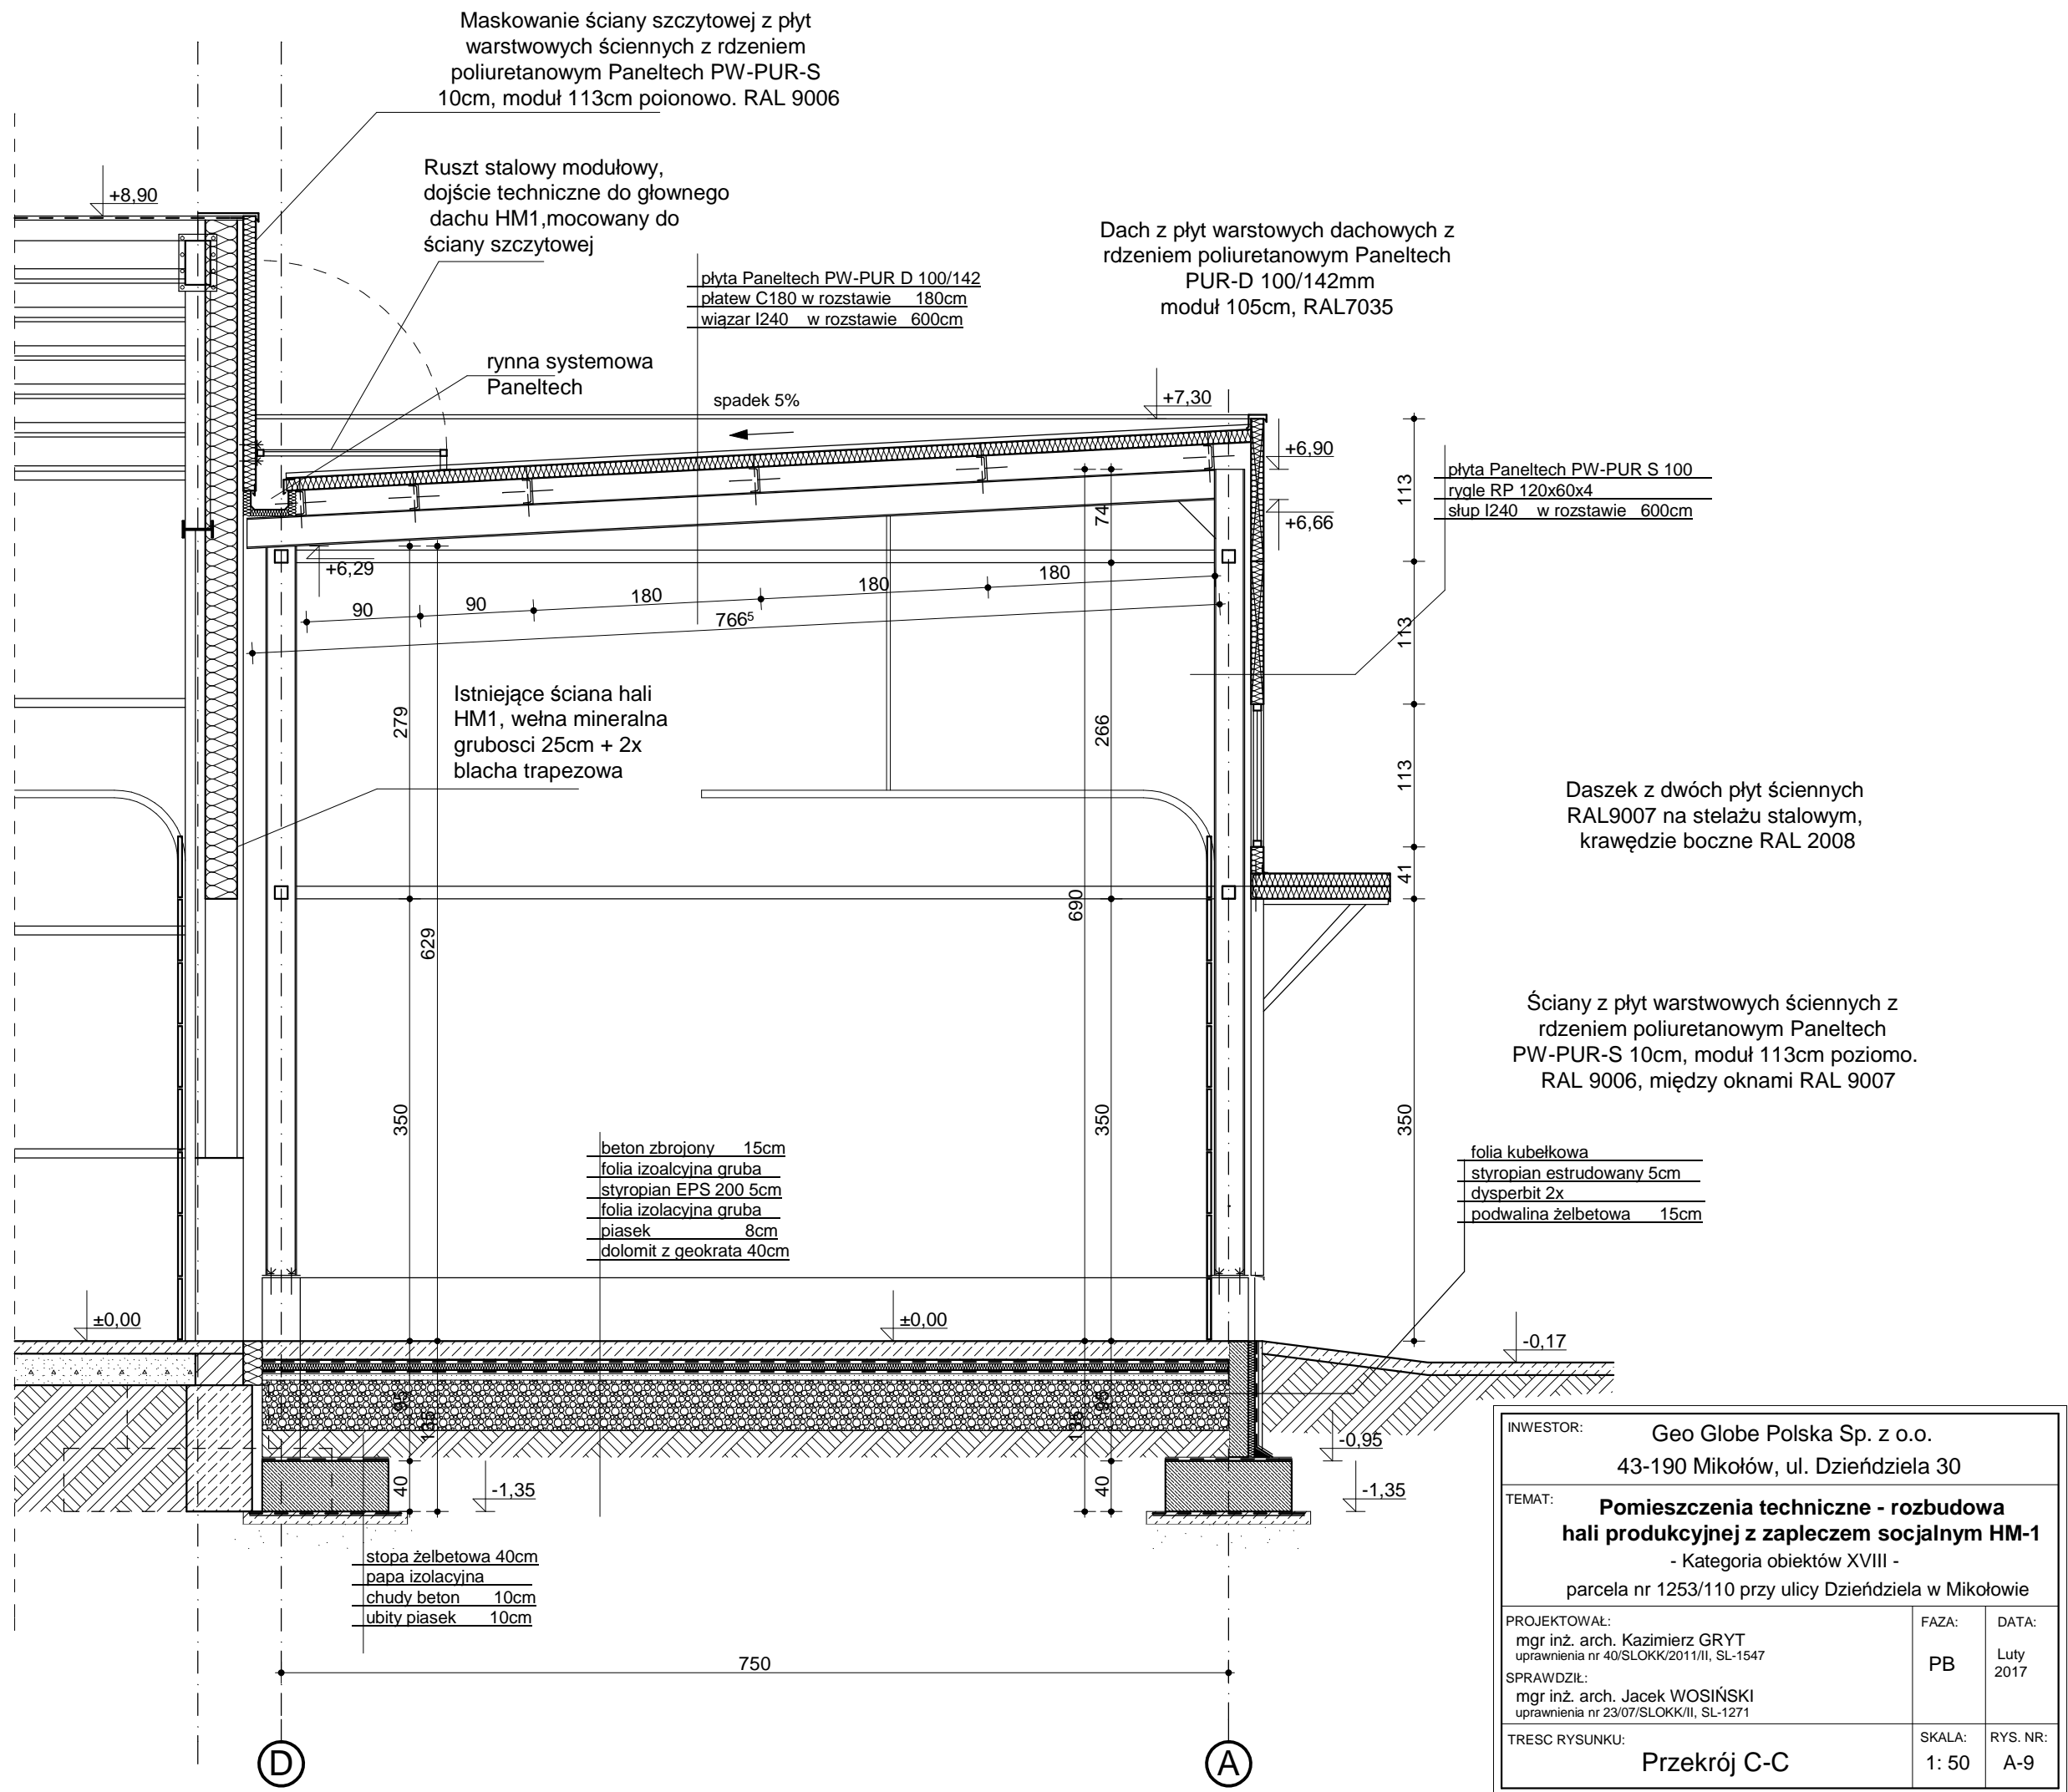 Maskowanie ściany szczytowej z płyt
warstwowych ściennych z rdzeniem
poliuretanowym Paneltech PW-PUR-S
10cm, moduł 113cm poionowo. RAL 9006
+8,90
Ruszt stalowy modułowy,
dojście techniczne do głownego
dachu HM1,mocowany do
ściany szczytowej
płyta Paneltech PW-PUR D 100/142
płatew C180 w rozstawie 180cm
wiązar I240 w rozstawie 600cm
Dach z płyt warstowych dachowych z
rdzeniem poliuretanowym Paneltech
PUR-D 100/142mm
moduł 105cm, RAL7035
rynna systemowa
Paneltech
spadek 5%
+7,30
+6,90
+6,66
płyta Paneltech PW-PUR S 100
rygle RP 120x60x4
słup I240 w rozstawie 600cm
113
74
+6,29
90
90
180
180
180
766⁵
113
Istniejące ściana hali
HM1, wełna mineralna
grubosci 25cm + 2x
blacha trapezowa
279
266
113
Daszek z dwóch płyt ściennych
RAL9007 na stelażu stalowym,
krawędzie boczne RAL 2008
41
629
690
Ściany z płyt warstwowych ściennych z
rdzeniem poliuretanowym Paneltech
PW-PUR-S 10cm, moduł 113cm poziomo.
RAL 9006, między oknami RAL 9007
350
350
350
beton zbrojony 15cm
folia izoalcyjna gruba
styropian EPS 200 5cm
folia izolacyjna gruba
piasek 8cm
dolomit z geokrata 40cm
folia kubełkowa
styropian estrudowany 5cm
dysperbit 2x
podwalina żelbetowa 15cm
±0,00
±0,00
-0,17
95
135
135
95
-0,95
40
-1,35
40
-1,35
stopa żelbetowa 40cm
papa izolacyjna
chudy beton 10cm
ubity piasek 10cm
750
D
A
INWESTOR:
Geo Globe Polska Sp. z o.o.
43-190 Mikołów, ul. Dzieńdziela 30
TEMAT:
Pomieszczenia techniczne - rozbudowa
hali produkcyjnej z zapleczem socjalnym HM-1
- Kategoria obiektów XVIII -
parcela nr 1253/110 przy ulicy Dzieńdziela w Mikołowie
PROJEKTOWAŁ:
mgr inż. arch. Kazimierz GRYT
uprawnienia nr 40/SLOKK/2011/II, SL-1547
SPRAWDZIŁ:
mgr inż. arch. Jacek WOSIŃSKI
uprawnienia nr 23/07/SLOKK/II, SL-1271
FAZA:
PB
DATA:
Luty
2017
TRESC RYSUNKU:
Przekrój C-C
SKALA:
1: 50
RYS. NR:
A-9